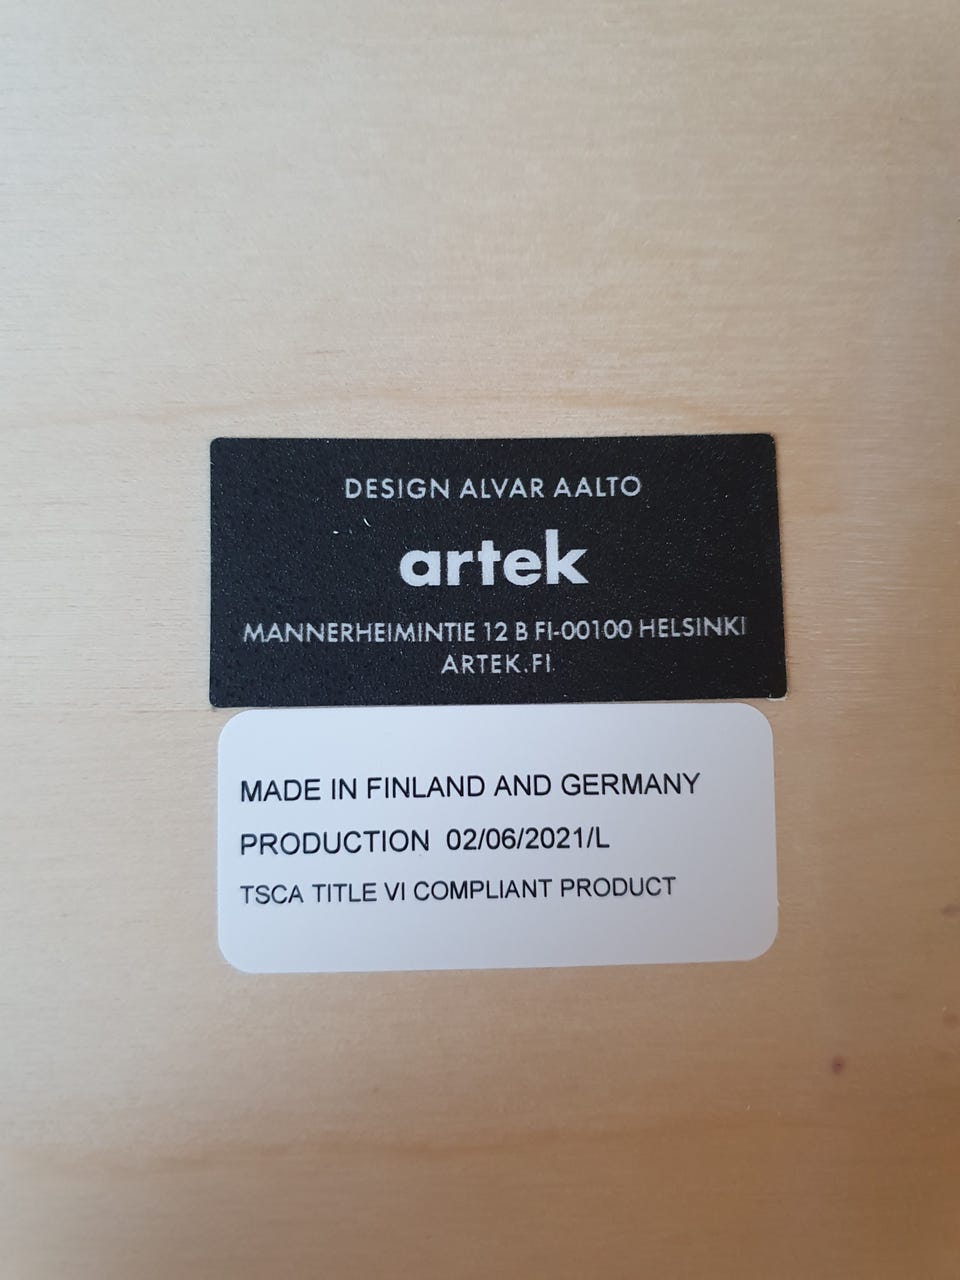 DESIGN ALVAR AALTO
artek
MANNERHEIMINTIE 12 B FI-00100 HELSINKI
ARTEK.FI
MADE IN FINLAND AND GERMANY
PRODUCTION 02/06/2021/L
TSCA TITLE VI COMPLIANT PRODUCT